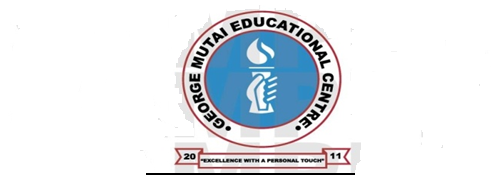 •GEORGE MUTAI EDUCATIONAL CENTRE•
20 11
"EXCELLENCE WITH A PERSONAL TOUCH"